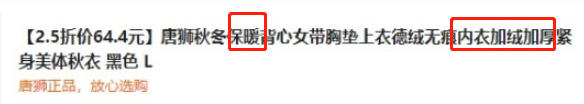 【2.5折价64.4元】唐狮秋冬保暖背心女带胸垫上衣德绒无痕内衣加绒加厚紧
身美体秋衣 黑色 L
唐狮正品，放心选购